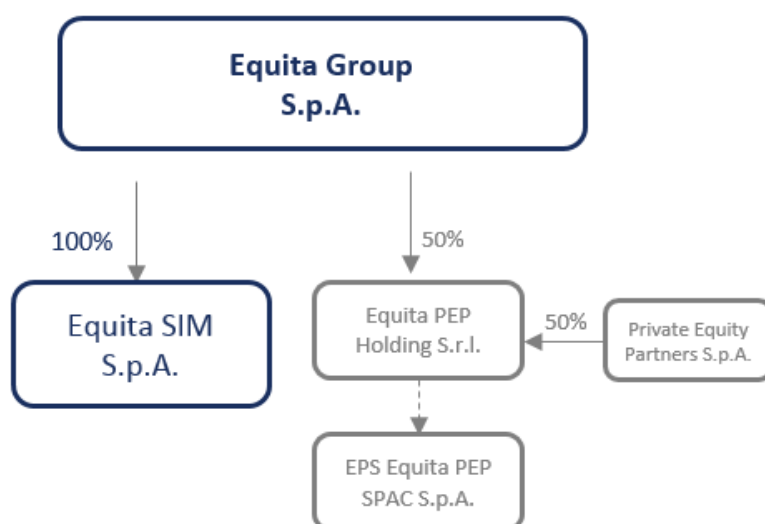 Equita Group
S.p.A.
100%
50%
Equita SIM
S.p.A.
Equita PEP
Holding S.r.l.
50%
Private Equity
Partners S.p.A.
EPS Equita PEP
SPAC S.p.A.